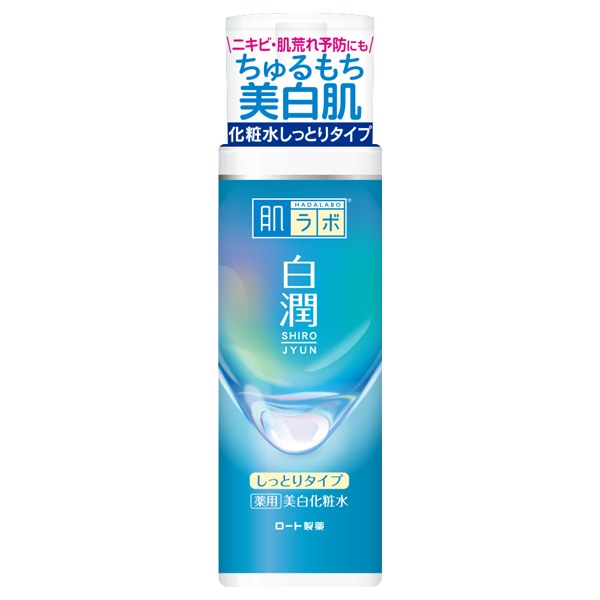 \ニキビ・肌荒れ予防にも/
ちゅるもち
美白肌
化粧水しっとりタイプ
HADALABO®
肌ラボ
白潤
SHIRO
JYUN
しっとりタイプ
薬用 美白化粧水
ロート製薬